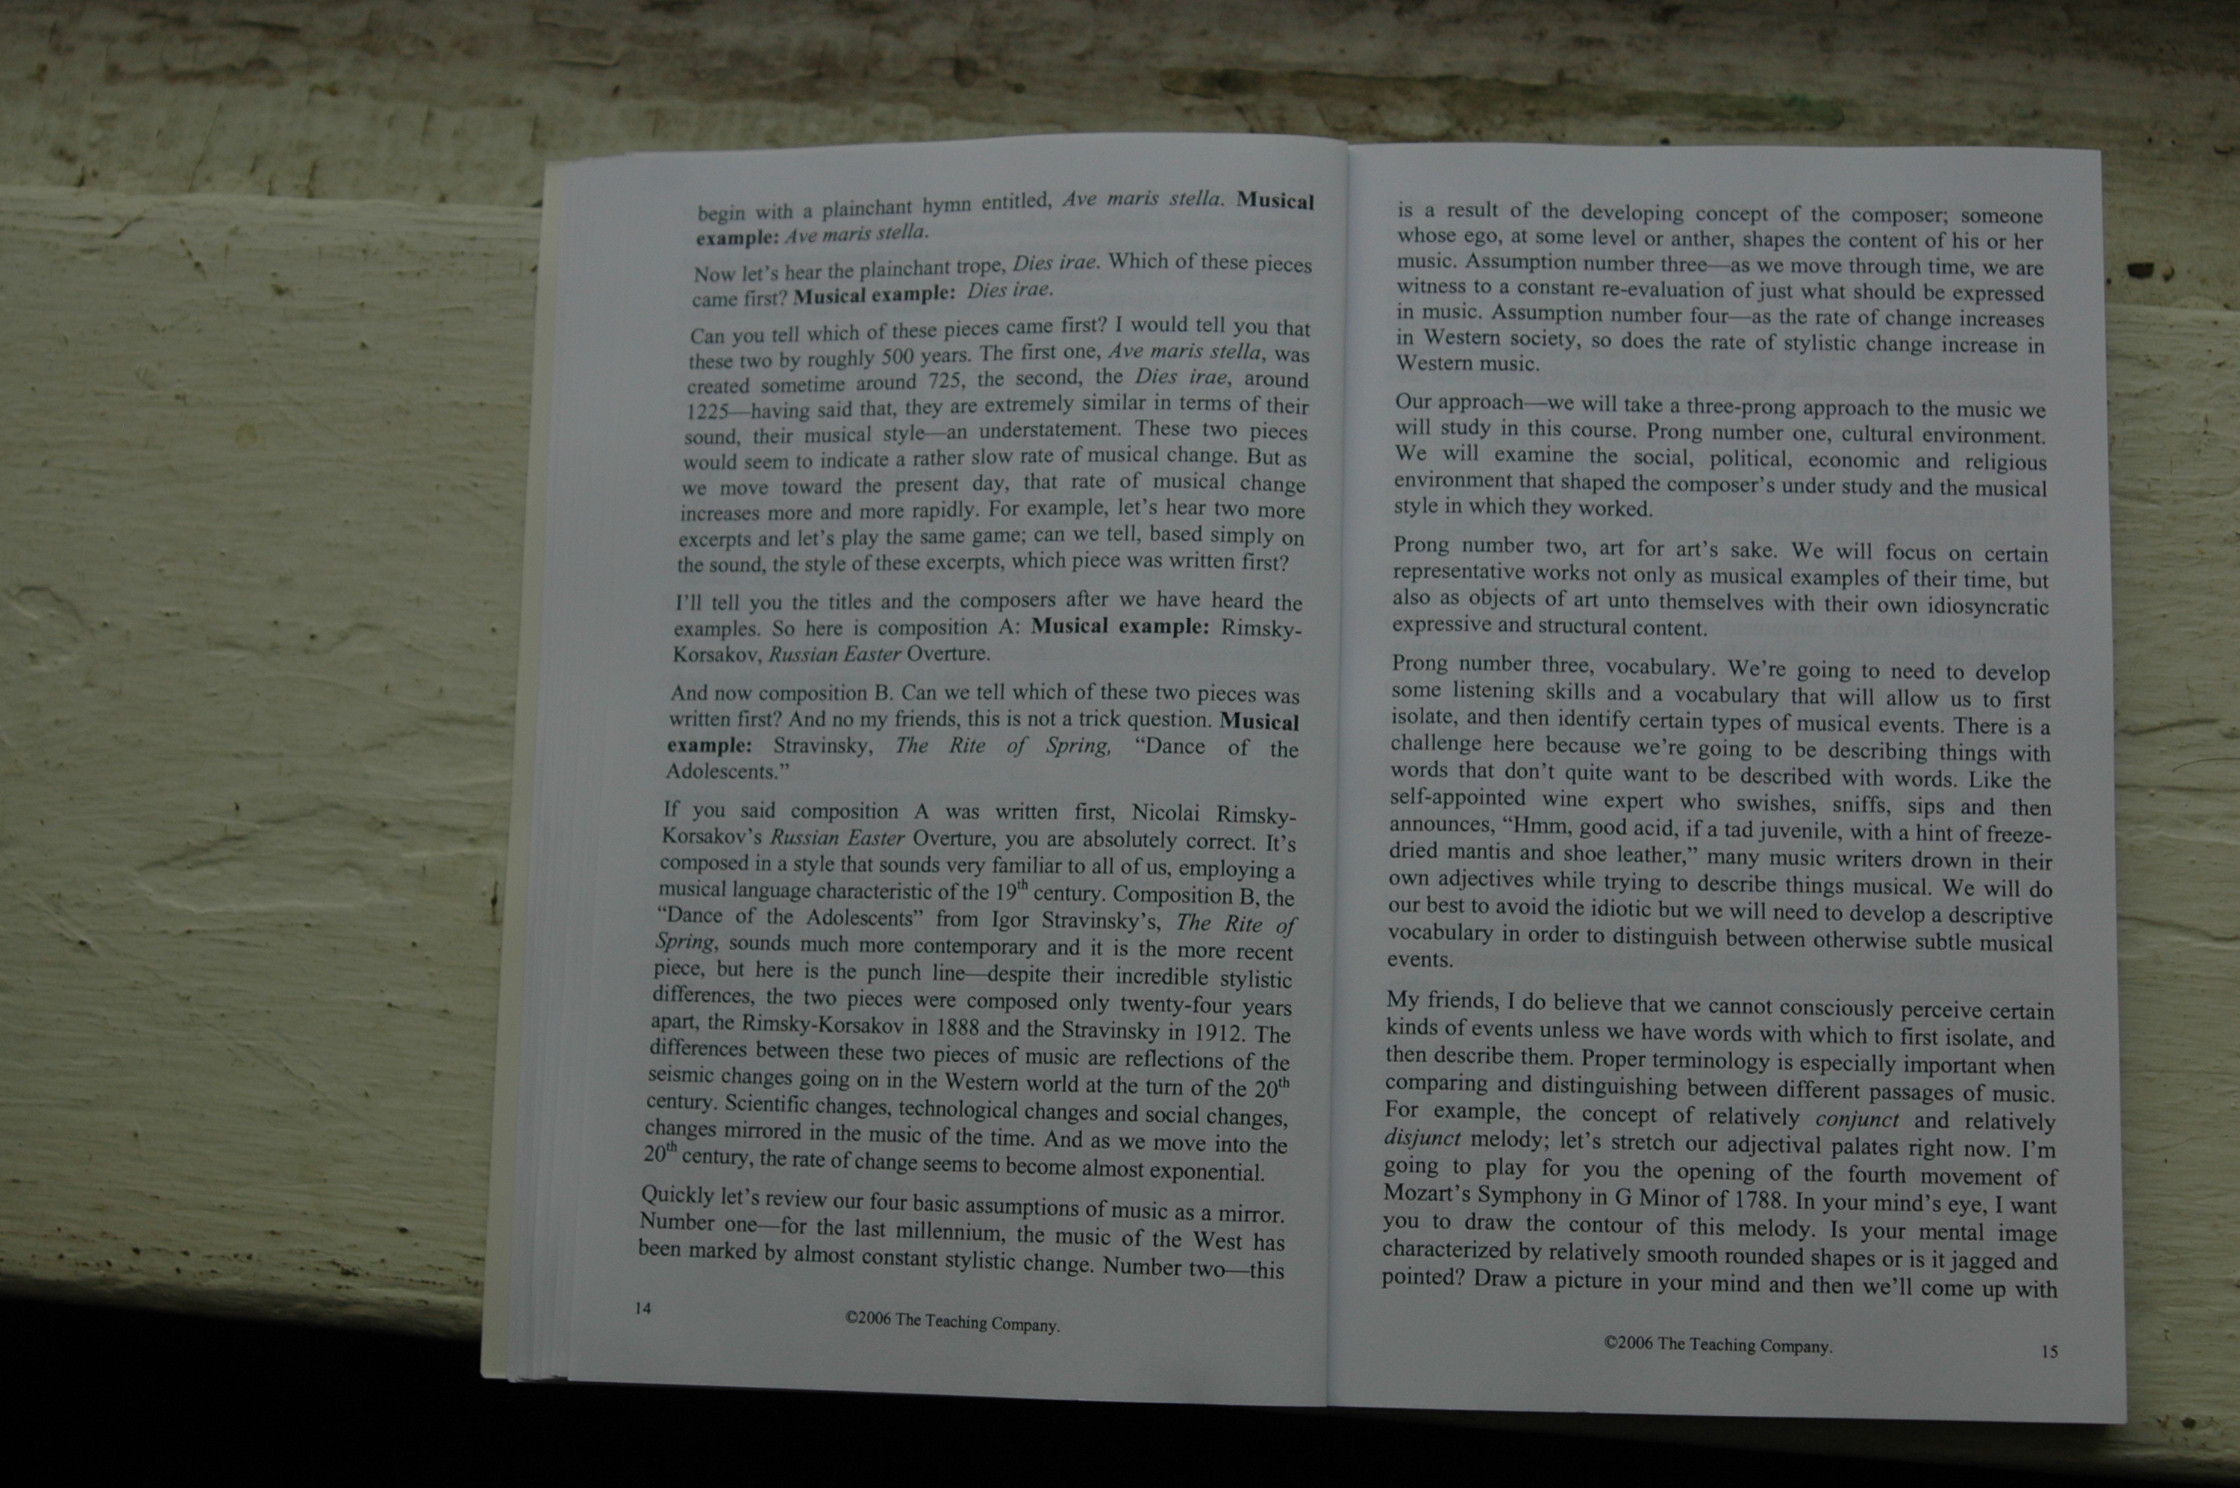 begin with a plainchant hymn entitled, Ave maris stella. Musical
example: Ave maris stella.
Now let's hear the plainchant trope, Dies irae. Which of these pieces
came first? Musical example: Dies irae.
Can you tell which of these pieces came first? I would tell you that
these two by roughly 500 years. The first one, Ave maris stella, was
created sometime around 725, the second, the Dies irae, around
1225—having said that, they are extremely similar in terms of their
sound, their musical style—an understatement. These two pieces
would seem to indicate a rather slow rate of musical change. But as
we move toward the present day, that rate of musical change
increases more and more rapidly. For example, let's hear two more
excerpts and let's play the same game; can we tell, based simply on
the sound, the style of these excerpts, which piece was written first?
I'll tell you the titles and the composers after we have heard the
examples. So here is composition A: Musical example: Rimsky-
Korsakov, Russian Easter Overture.
And now composition B. Can we tell which of these two pieces was
written first? And no my friends, this is not a trick question. Musical
example: Stravinsky, The Rite of Spring, “Dance of the
Adolescents.”
If you said composition A was written first, Nicolai Rimsky-
Korsakov's Russian Easter Overture, you are absolutely correct. It's
composed in a style that sounds very familiar to all of us, employing a
musical language characteristic of the 19th century. Composition B, the
“Dance of the Adolescents” from Igor Stravinsky's, The Rite of
Spring, sounds much more contemporary and it is the more recent
piece, but here is the punch line—despite their incredible stylistic
differences, the two pieces were composed only twenty-four years
apart, the Rimsky-Korsakov in 1888 and the Stravinsky in 1912. The
differences between these two pieces of music are reflections of the
seismic changes going on in the Western world at the turn of the 20th
century. Scientific changes, technological changes and social changes,
changes mirrored in the music of the time. And as we move into the
20th century, the rate of change seems to become almost exponential.
Quickly let's review our four basic assumptions of music as a mirror.
Number one—for the last millennium, the music of the West has
been marked by almost constant stylistic change. Number two—this
14
©2006 The Teaching Company.
is a result of the developing concept of the composer; someone
whose ego, at some level or anther, shapes the content of his or her
music. Assumption number three—as we move through time, we are
witness to a constant re-evaluation of just what should be expressed
in music. Assumption number four—as the rate of change increases
in Western society, so does the rate of stylistic change increase in
Western music.
Our approach—we will take a three-prong approach to the music we
will study in this course. Prong number one, cultural environment.
We will examine the social, political, economic and religious
environment that shaped the composer's under study and the musical
style in which they worked.
Prong number two, art for art's sake. We will focus on certain
representative works not only as musical examples of their time, but
also as objects of art unto themselves with their own idiosyncratic
expressive and structural content.
Prong number three, vocabulary. We're going to need to develop
some listening skills and a vocabulary that will allow us to first
isolate, and then identify certain types of musical events. There is a
challenge here because we're going to be describing things with
words that don't quite want to be described with words. Like the
self-appointed wine expert who swishes, sniffs, sips and then
announces, “Hmm, good acid, if a tad juvenile, with a hint of freeze-
dried mantis and shoe leather,” many music writers drown in their
own adjectives while trying to describe things musical. We will do
our best to avoid the idiotic but we will need to develop a descriptive
vocabulary in order to distinguish between otherwise subtle musical
events.
My friends, I do believe that we cannot consciously perceive certain
kinds of events unless we have words with which to first isolate, and
then describe them. Proper terminology is especially important when
comparing and distinguishing between different passages of music.
For example, the concept of relatively conjunct and relatively
disjunct melody; let's stretch our adjectival palates right now. I'm
going to play for you the opening of the fourth movement of
Mozart's Symphony in G Minor of 1788. In your mind's eye, I want
you to draw the contour of this melody. Is your mental image
characterized by relatively smooth rounded shapes or is it jagged and
pointed? Draw a picture in your mind and then we'll come up with
©2006 The Teaching Company.
15